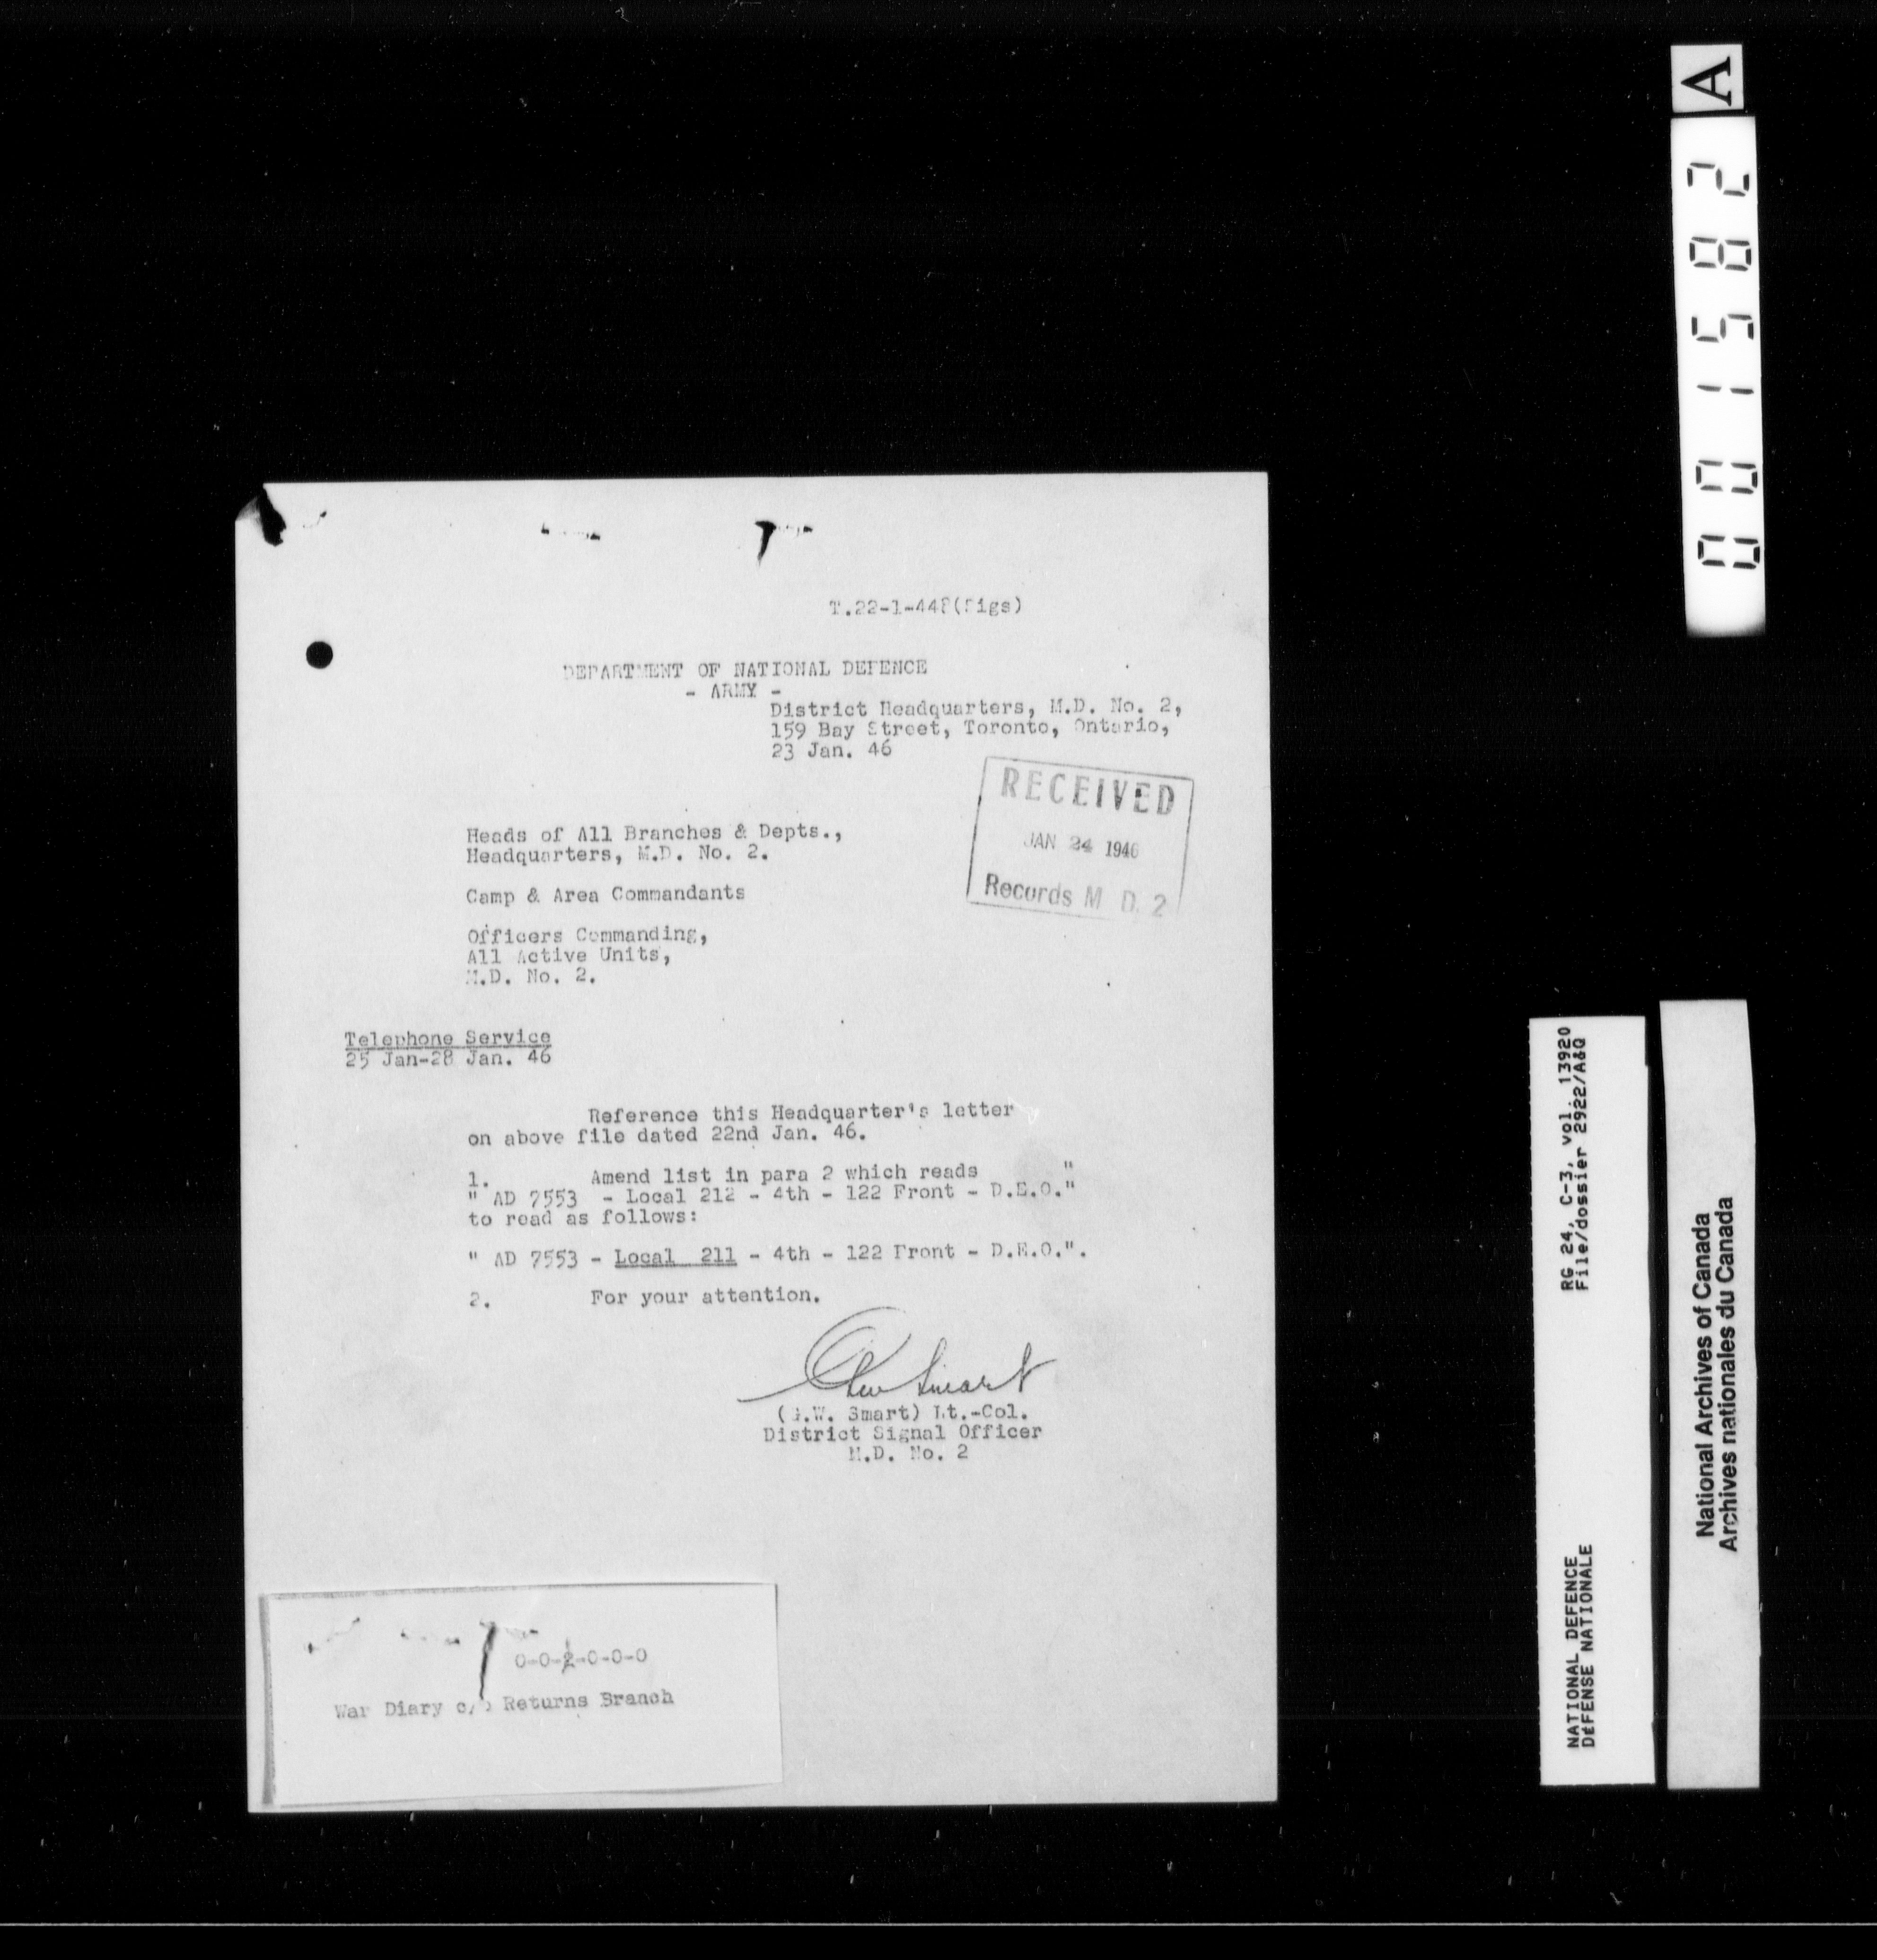 T.22-1-448(Sigs)
DEPARTMENT OF NATIONAL DEFENCE
- ARMY -
District Headquarters, M.D. No. 2,
159 Bay Street, Toronto, Ontario,
23 Jan. 46
RECEIVED
JAN 24 1946
Records M D. 2
Heads of All Branches & Depts.,
Headquarters, M.D. No. 2.
Camp & Area Commandants
Officers Commanding,
All Active Units,
M.D. No. 2.
Telephone Service
25 Jan-28 Jan. 46
Reference this Headquarter's letter
on above file dated 22nd Jan. 46.
1. Amend list in para 2 which reads "
" AD 7553 - Local 212 - 4th - 122 Front - D.E.O."
to read as follows:
" AD 7553 - Local 211 - 4th - 122 Front - D.E.O.".
2. For your attention.
Smart
(G.W. Smart) Lt.-Col.
District Signal Officer
M.D. No. 2
0-0-2-0-0-0
War Diary c/o Returns Branch
A
001582
RG 24, C-3, vol. 13920
File/dossier 2922/A&Q
NATIONAL DEFENCE
DÉFENSE NATIONALE
National Archives of Canada
Archives nationales du Canada